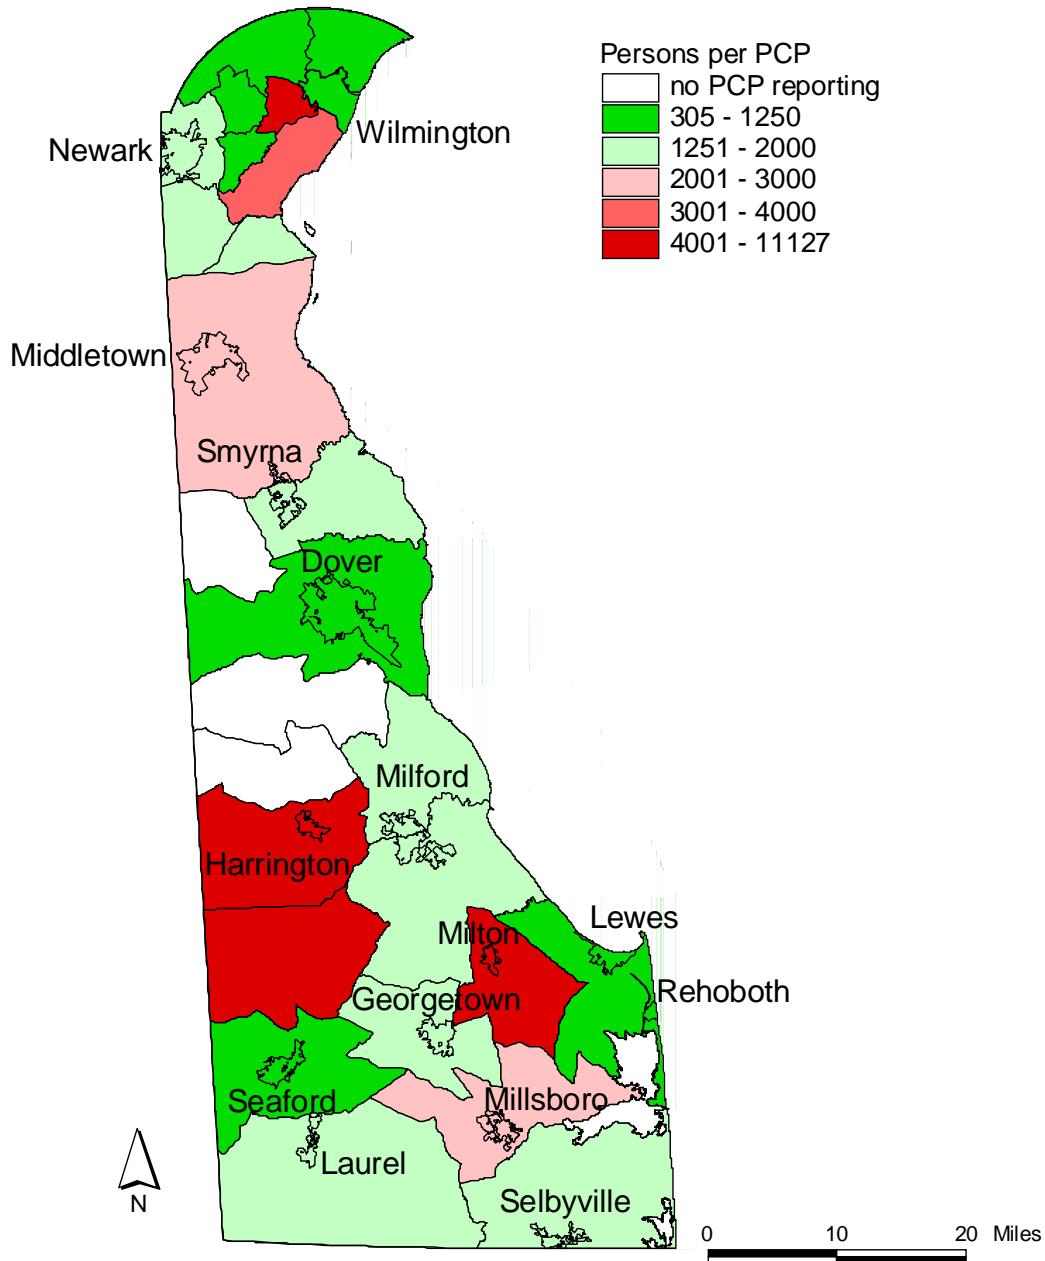 Persons per PCP
no PCP reporting
305 - 1250
1251 - 2000
2001 - 3000
3001 - 4000
4001 - 11127
Wilmington
Newark
Middletown
Smyrna
Dover
Milford
Harrington
Lewes
Milton
Rehoboth
Georgetown
Seaford
Millsboro
Laurel
Selbyville
N
0 10 20 Miles